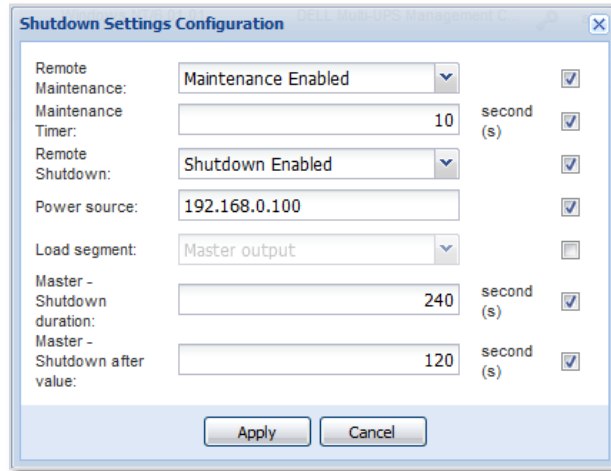 Shutdown Settings Configuration
Remote
Maintenance:
Maintenance Enabled
Maintenance
Timer:
10
second
(s)
Remote
Shutdown:
Shutdown Enabled
Power source:
192.168.0.100
Load segment:
Master output
Master -
Shutdown
duration:
240
second
(s)
Master -
Shutdown after
value:
120
second
(s)
Apply
Cancel